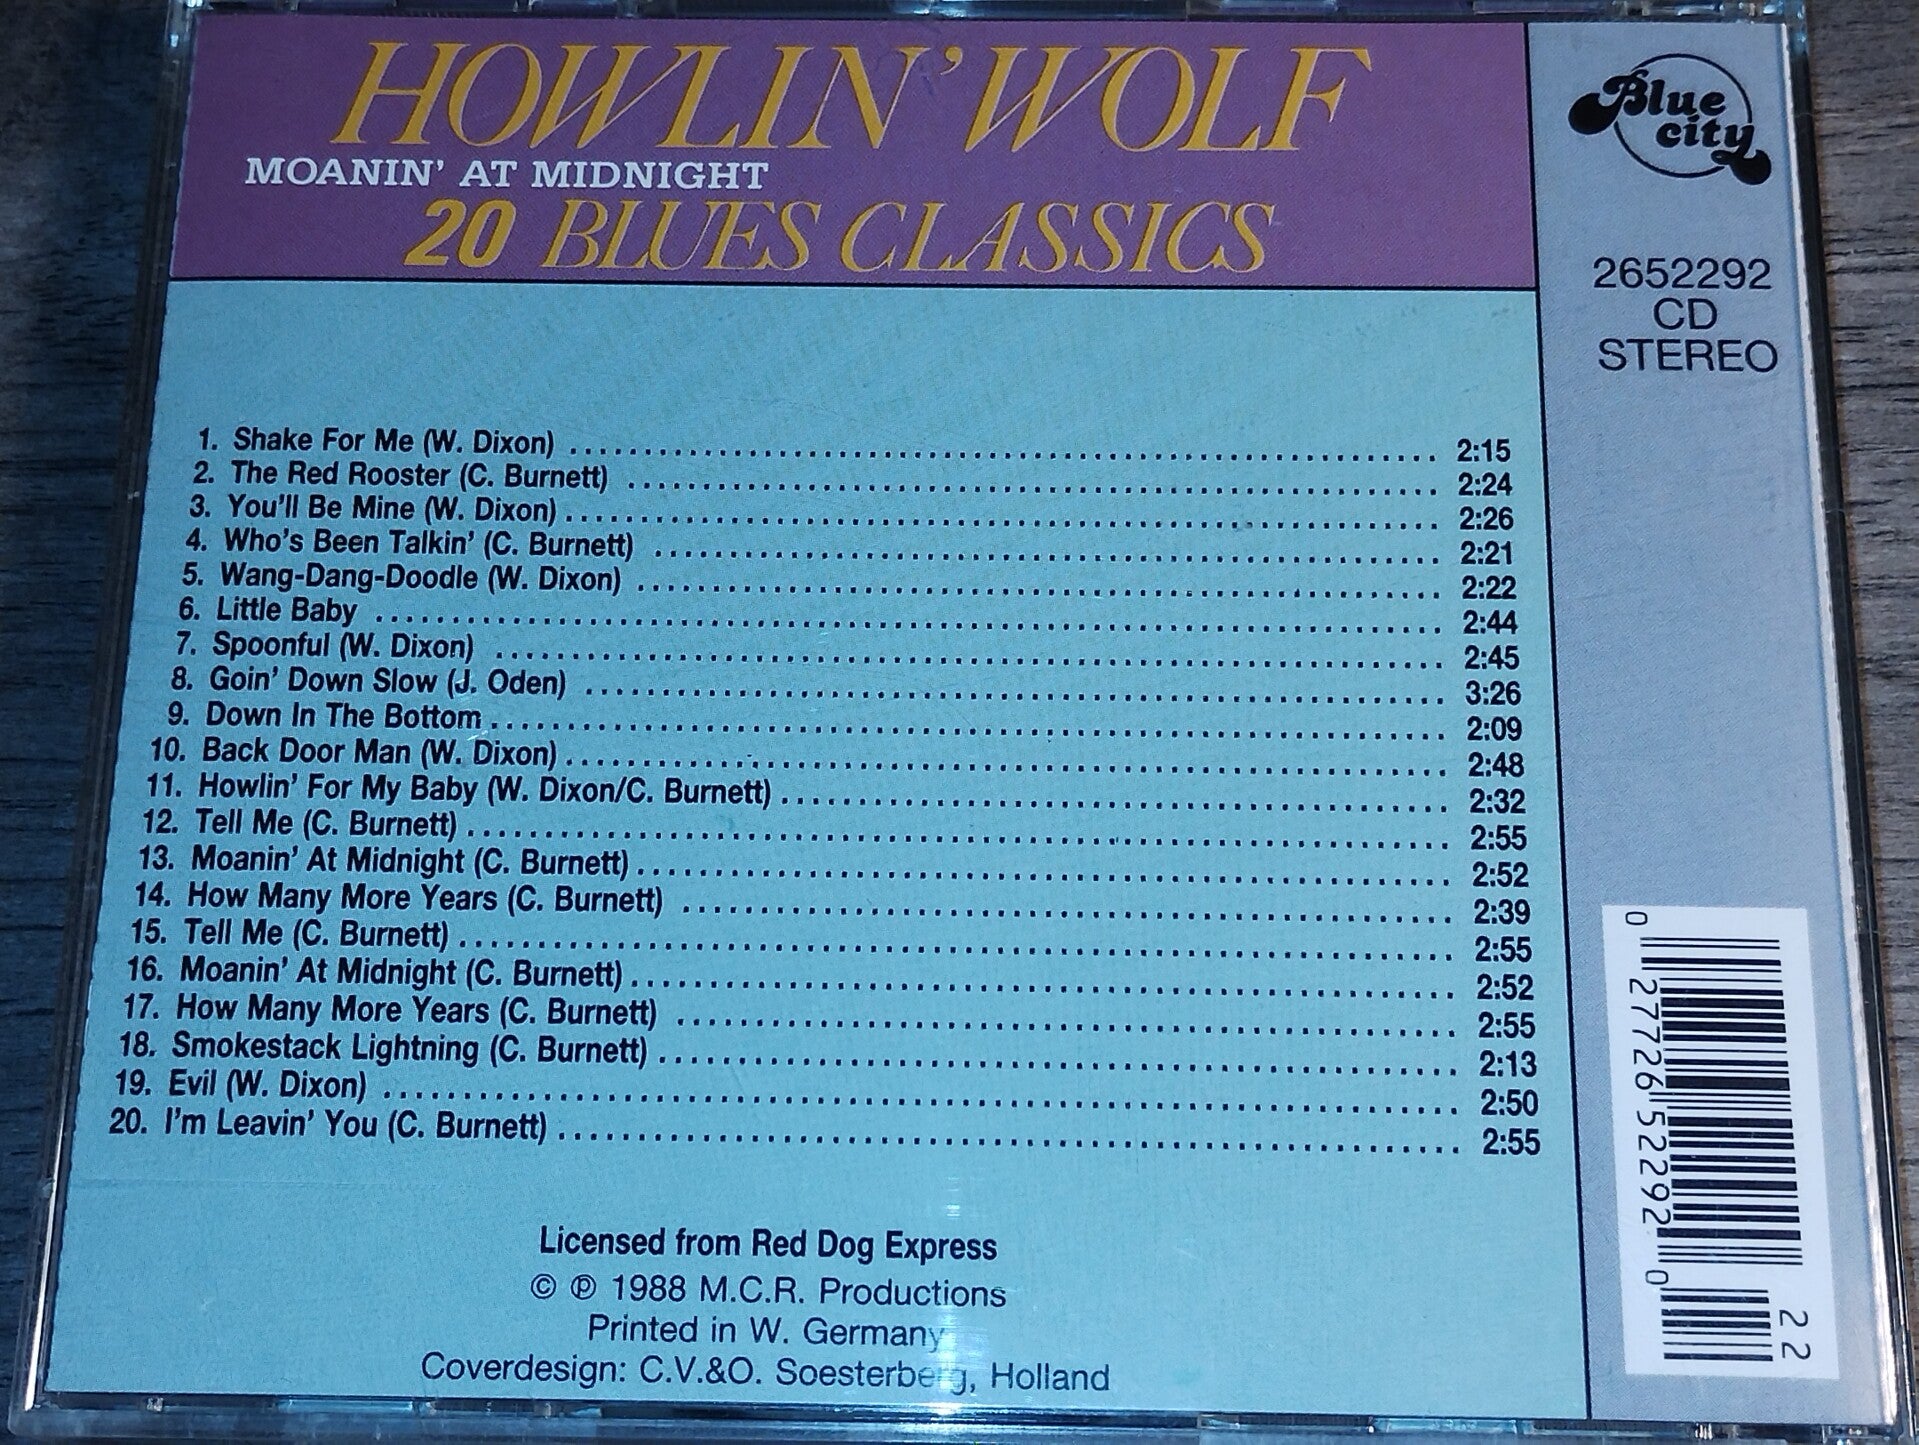 HOWLIN' WOLF
MOANIN' AT MIDNIGHT
20 BLUES CLASSICS
Blue
city
2652292
CD
STEREO
1. Shake For Me (W. Dixon) ........ 2:15
2. The Red Rooster (C. Burnett) ........ 2:24
3. You'll Be Mine (W. Dixon) ........ 2:26
4. Who's Been Talkin' (C. Burnett) ........ 2:21
5. Wang-Dang-Doodle (W. Dixon) ........ 2:22
6. Little Baby ........ 2:44
7. Spoonful (W. Dixon) ........ 2:45
8. Goin' Down Slow (J. Oden) ........ 3:26
9. Down In The Bottom ........ 2:09
10. Back Door Man (W. Dixon) ........ 2:48
11. Howlin' For My Baby (W. Dixon/C. Burnett) ........ 2:32
12. Tell Me (C. Burnett) ........ 2:55
13. Moanin' At Midnight (C. Burnett) ........ 2:52
14. How Many More Years (C. Burnett) ........ 2:39
15. Tell Me (C. Burnett) ........ 2:55
16. Moanin' At Midnight (C. Burnett) ........ 2:52
17. How Many More Years (C. Burnett) ........ 2:55
18. Smokestack Lightning (C. Burnett) ........ 2:13
19. Evil (W. Dixon) ........ 2:50
20. I'm Leavin' You (C. Burnett) ........ 2:55
Licensed from Red Dog Express
© ℗ 1988 M.C.R. Productions
Printed in W. Germany
Coverdesign: C.V.&O. Soesterberg, Holland
0 27726 52292 0
22